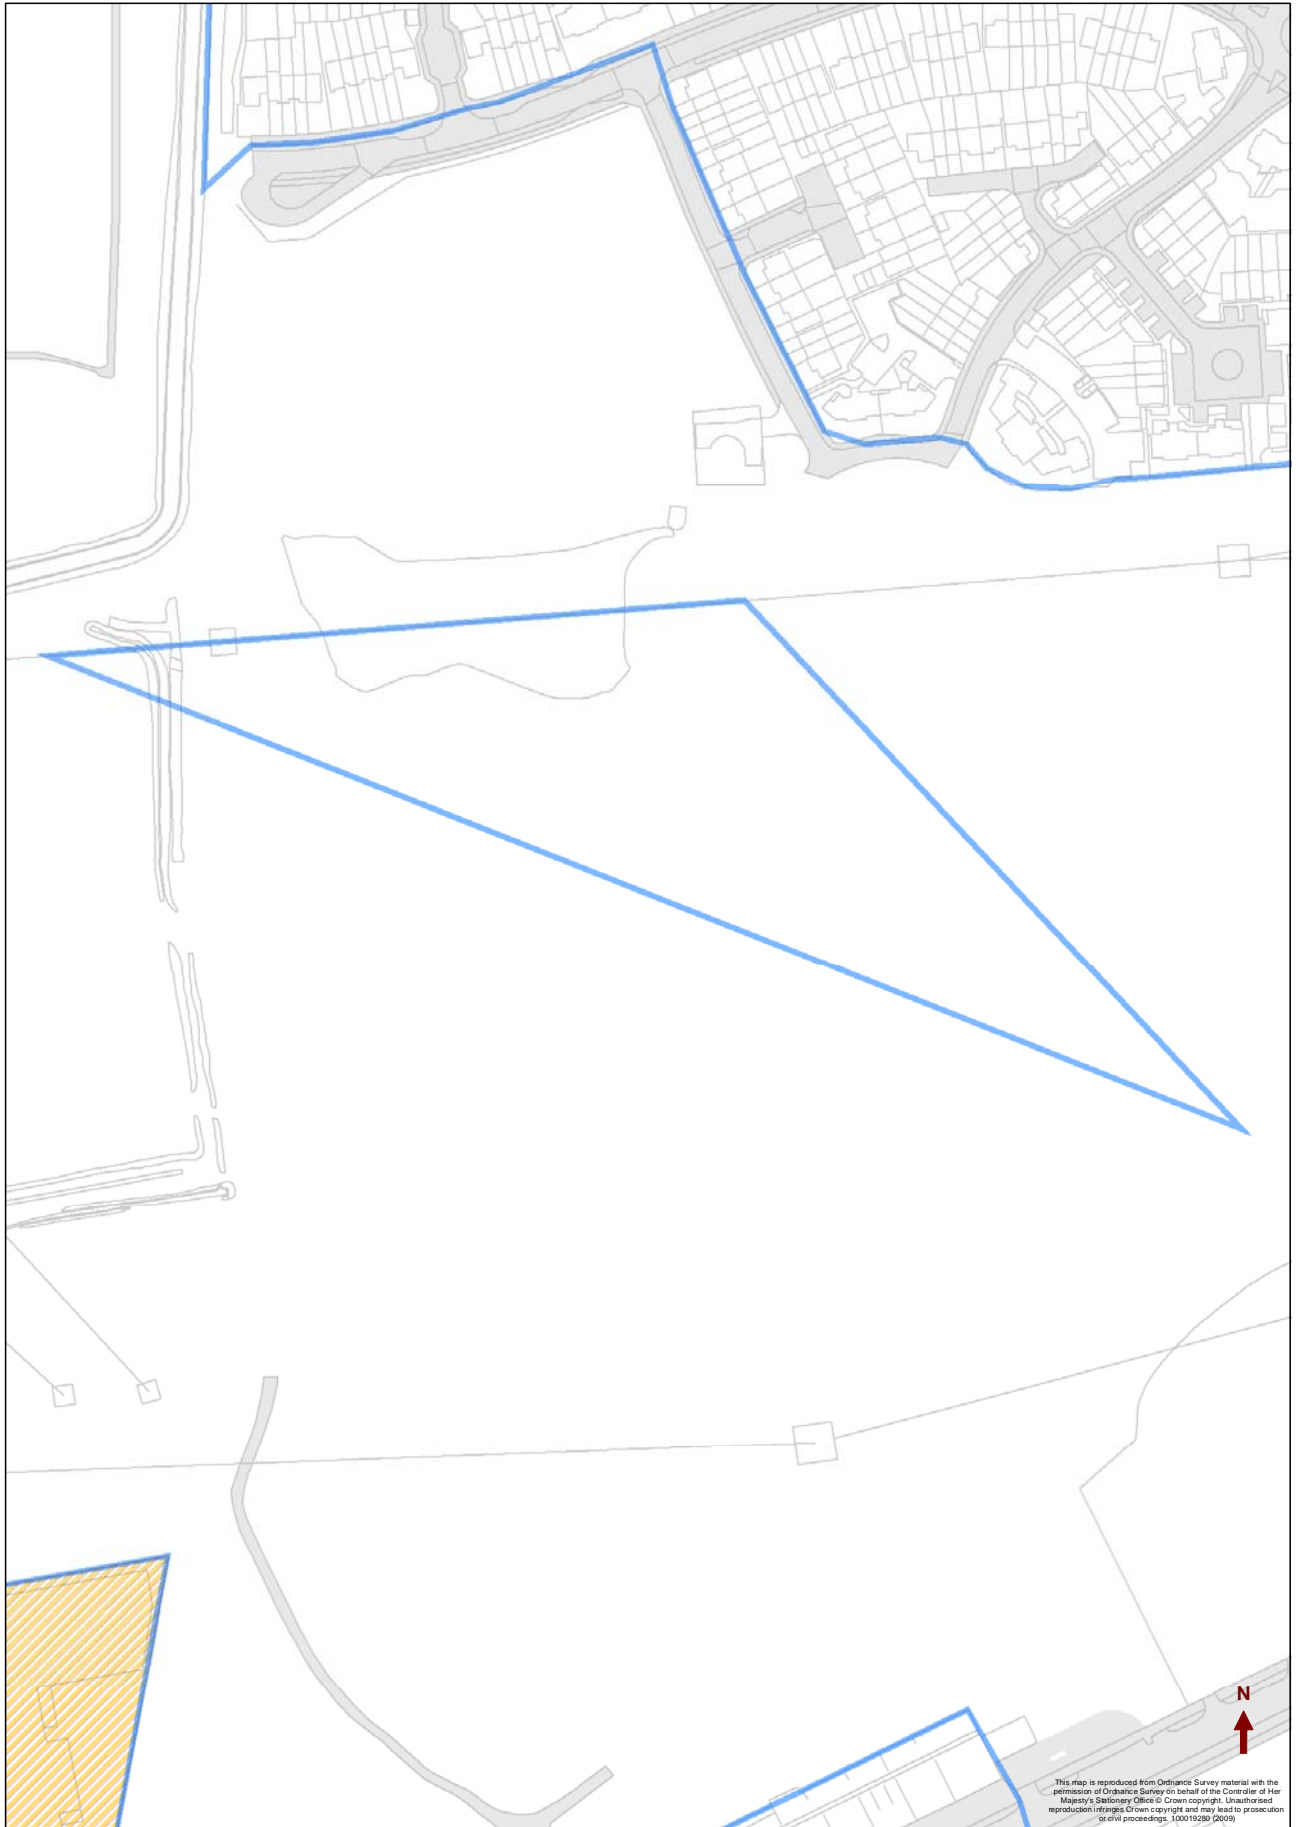 N
This map is reproduced from Ordnance Survey material with the
permission of Ordnance Survey on behalf of the Controller of Her
Majesty's Stationery Office © Crown copyright. Unauthorised
reproduction infringes Crown copyright and may lead to prosecution
or civil proceedings. 100019280 (2009)